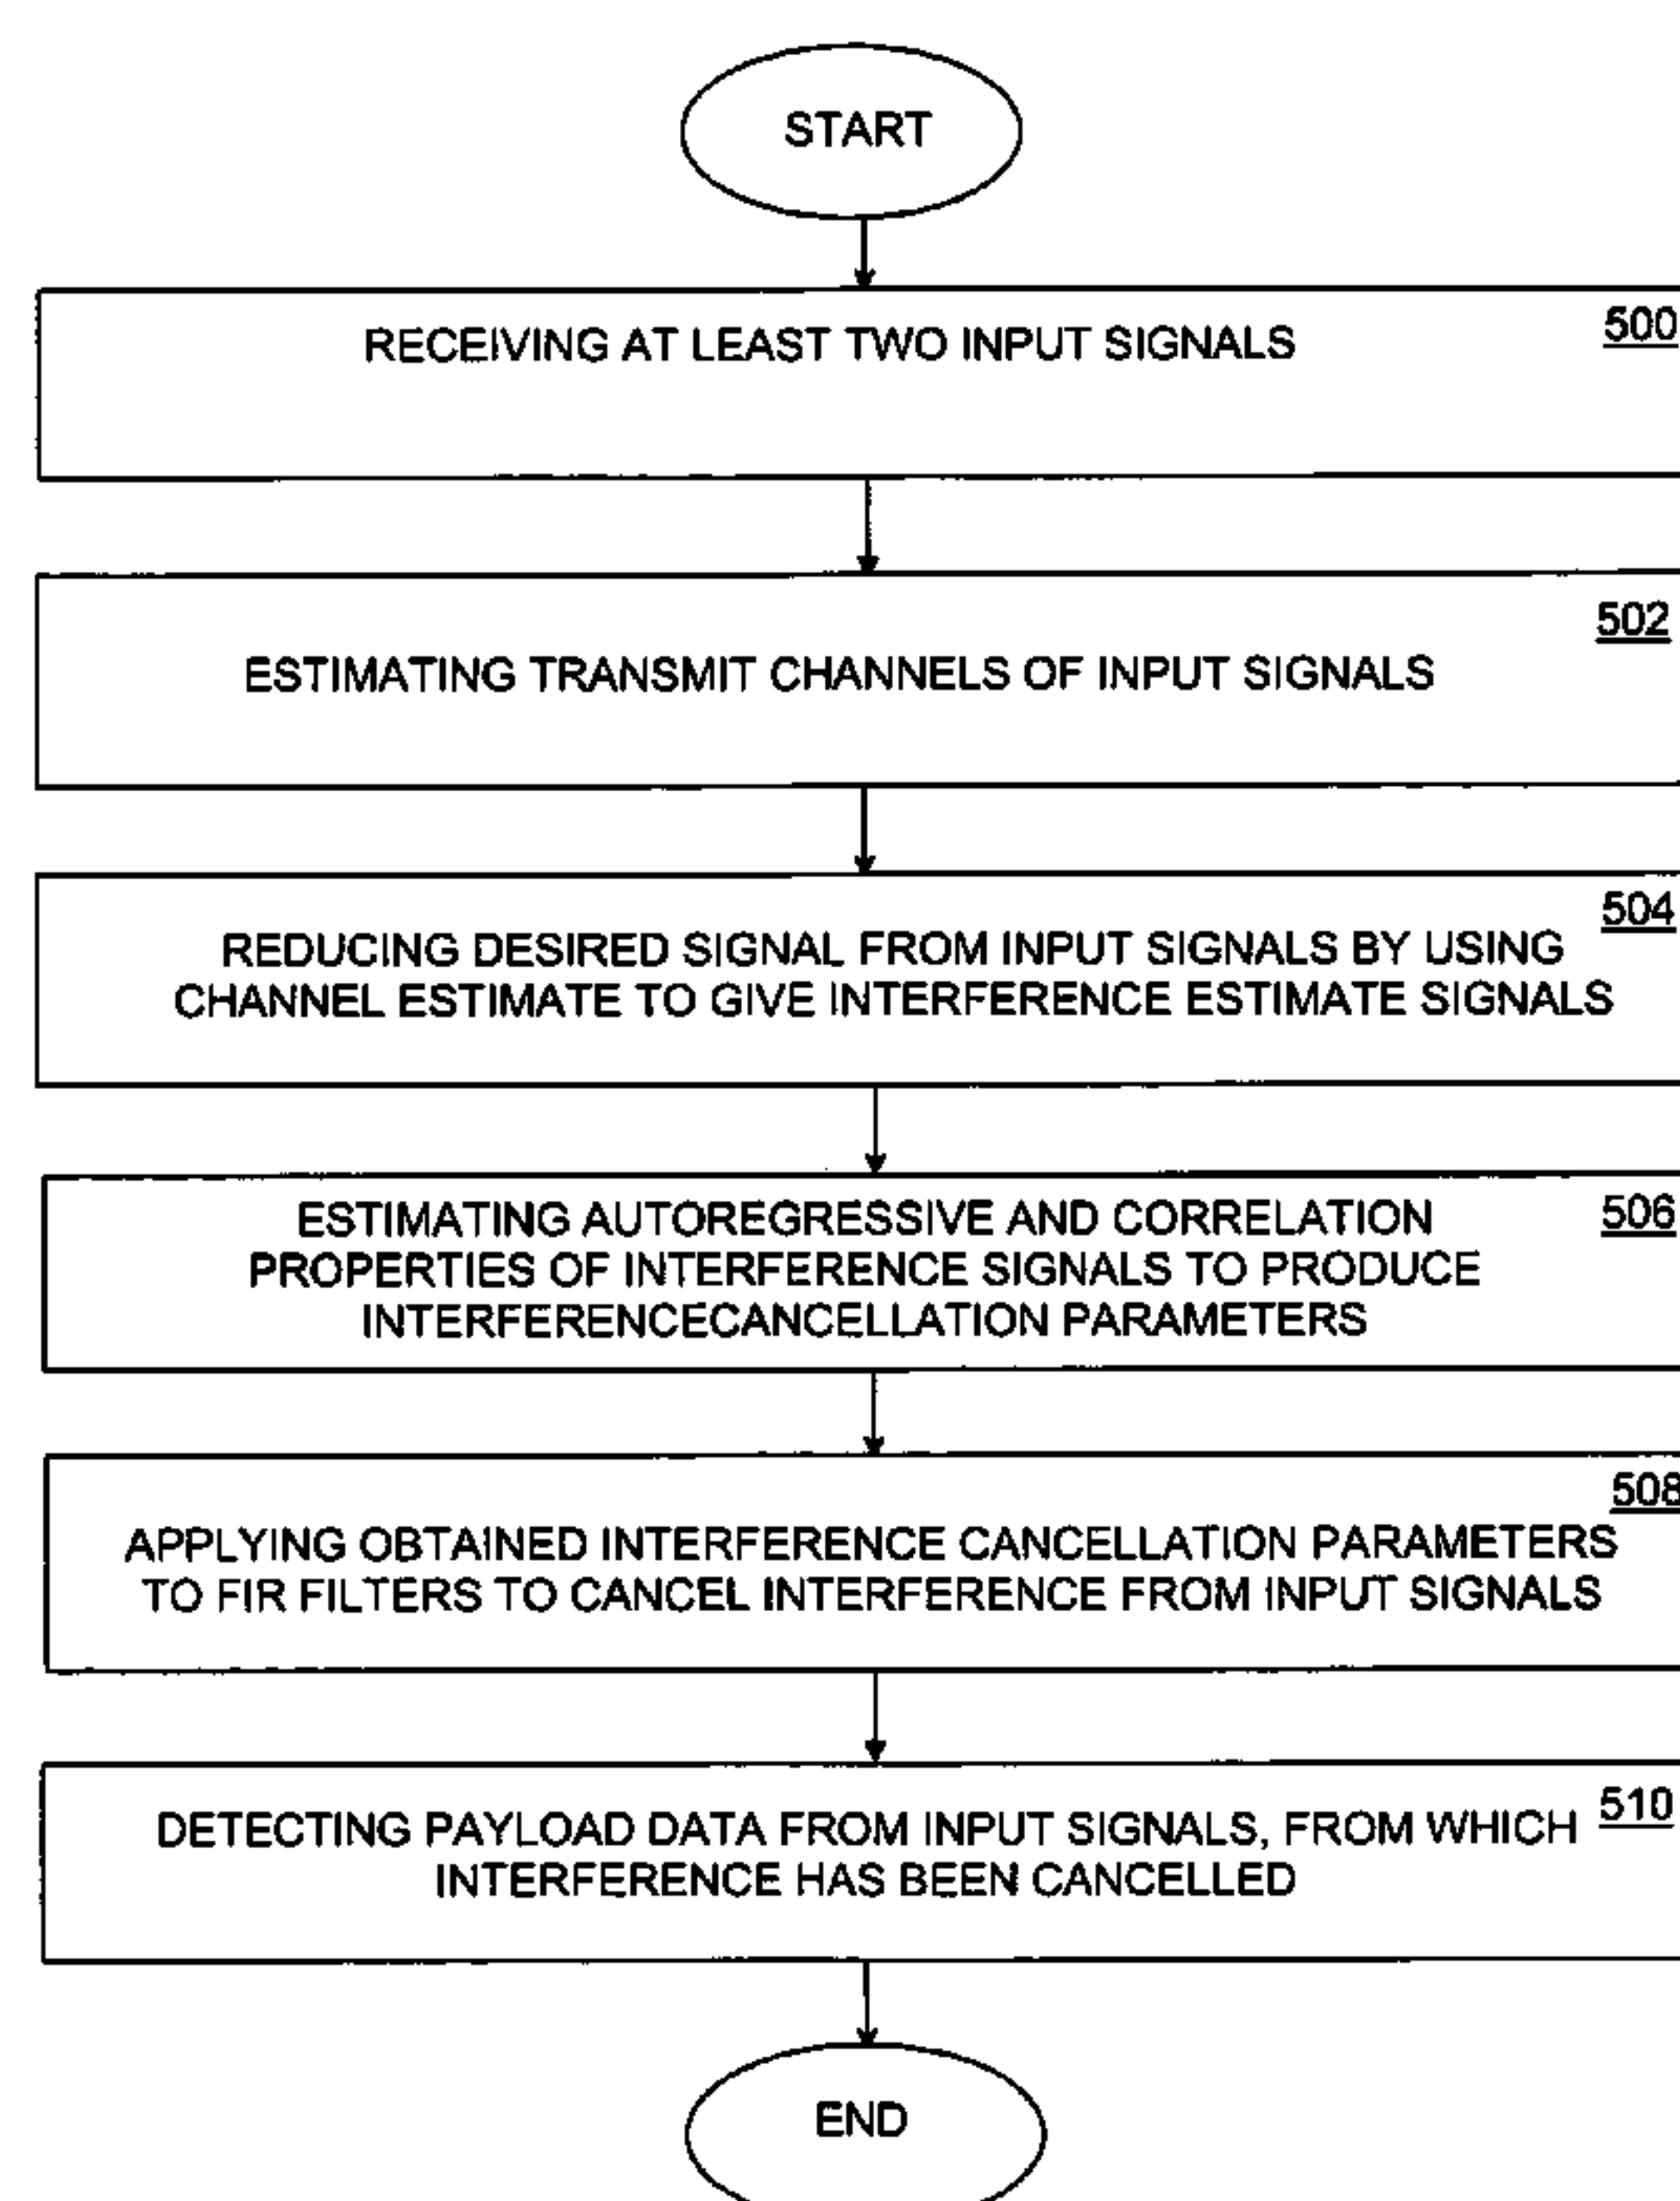 START
RECEIVING AT LEAST TWO INPUT SIGNALS
500
502
ESTIMATING TRANSMIT CHANNELS OF INPUT SIGNALS
504
REDUCING DESIRED SIGNAL FROM INPUT SIGNALS BY USING
CHANNEL ESTIMATE TO GIVE INTERFERENCE ESTIMATE SIGNALS
506
ESTIMATING AUTOREGRESSIVE AND CORRELATION
PROPERTIES OF INTERFERENCE SIGNALS TO PRODUCE
INTERFERENCECANCELLATION PARAMETERS
508
APPLYING OBTAINED INTERFERENCE CANCELLATION PARAMETERS
TO FIR FILTERS TO CANCEL INTERFERENCE FROM INPUT SIGNALS
510
DETECTING PAYLOAD DATA FROM INPUT SIGNALS, FROM WHICH
INTERFERENCE HAS BEEN CANCELLED
END